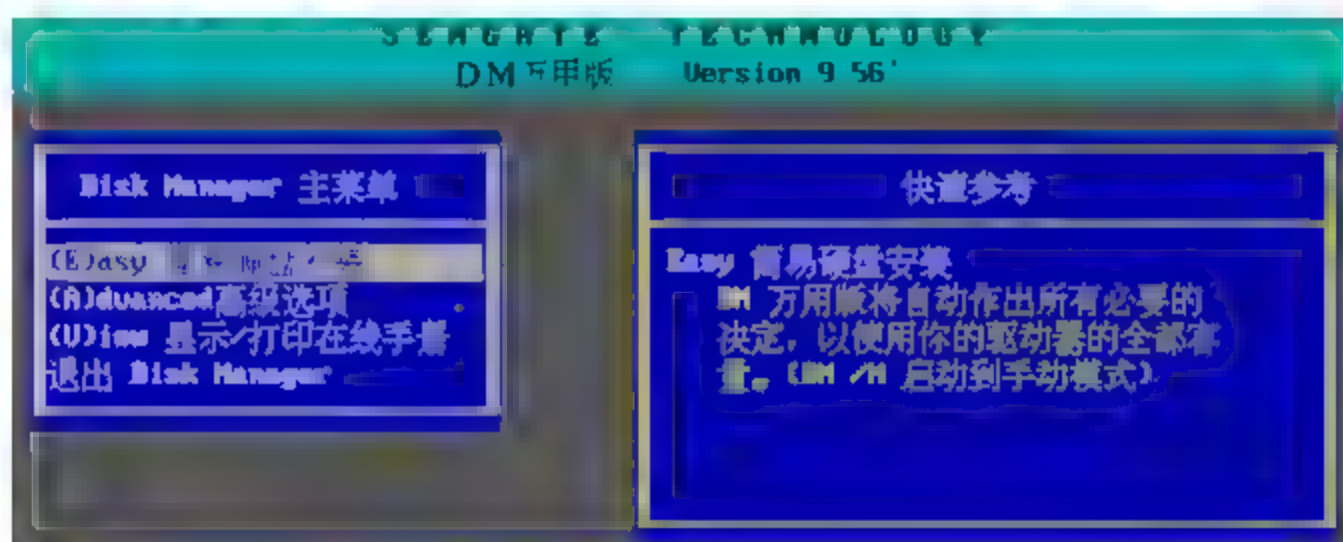 SEAGATE TECHNOLOGY
DM万用版 Version 9 56
Disk Manager 主菜单
(E)asy
(A)dvanced高级选项
(V)iew 显示/打印在线手册
退出 Disk Manager
快速参考
Easy 简易硬盘安装
DM 万用版将自动作出所有必要的
决定，以使用你的驱动器的全部容
量。(DM /M 启动到手动模式)